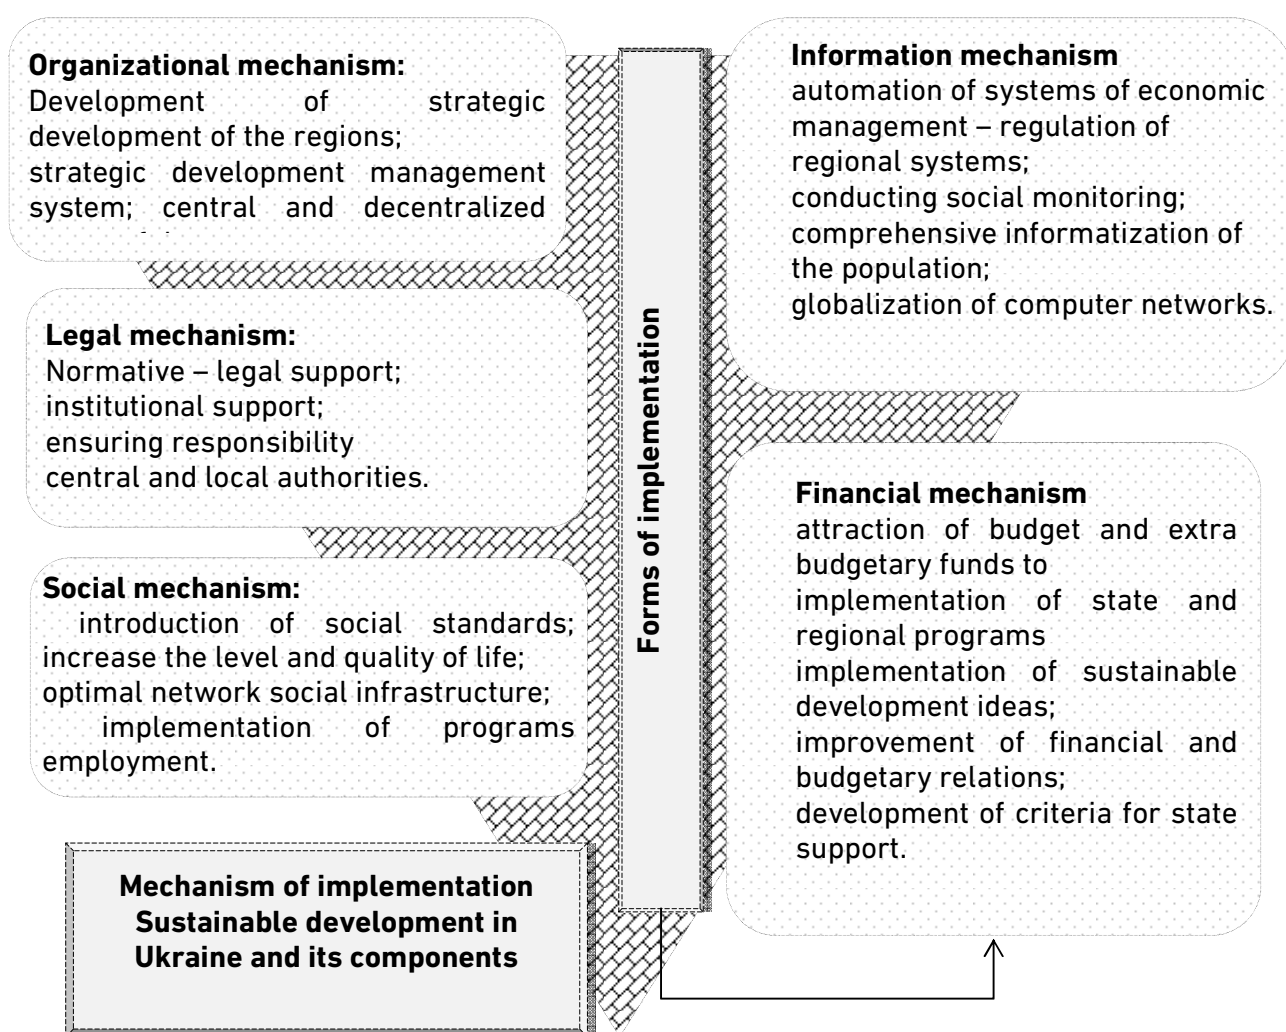 Organizational mechanism:
Development of strategic
development of the regions;
strategic development management
system; central and decentralized
Legal mechanism:
Normative – legal support;
institutional support;
ensuring responsibility
central and local authorities.
Social mechanism:
introduction of social standards;
increase the level and quality of life;
optimal network social infrastructure;
implementation of programs
employment.
Mechanism of implementation
Sustainable development in
Ukraine and its components
Forms of implementation
Information mechanism
automation of systems of economic
management – regulation of
regional systems;
conducting social monitoring;
comprehensive informatization of
the population;
globalization of computer networks.
Financial mechanism
attraction of budget and extra
budgetary funds to
implementation of state and
regional programs
implementation of sustainable
development ideas;
improvement of financial and
budgetary relations;
development of criteria for state
support.